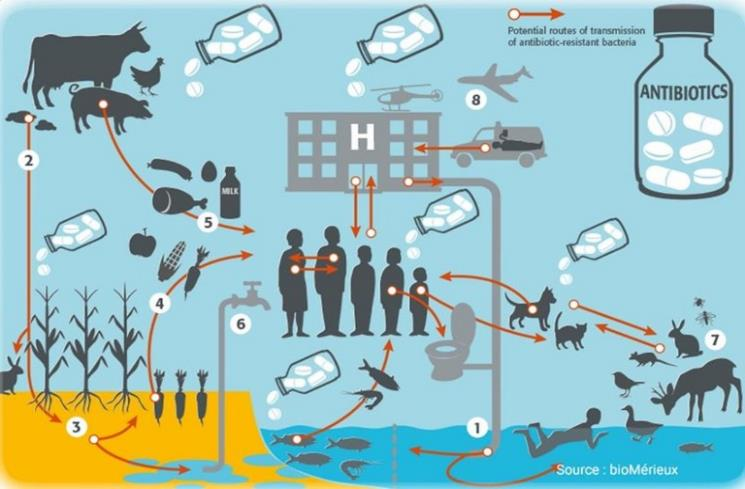 Potential routes of transmission
of antibiotic-resistant bacteria
ANTIBIOTICS
8
H
2
MILK
5
4
6
7
3
1
Source : bioMérieux